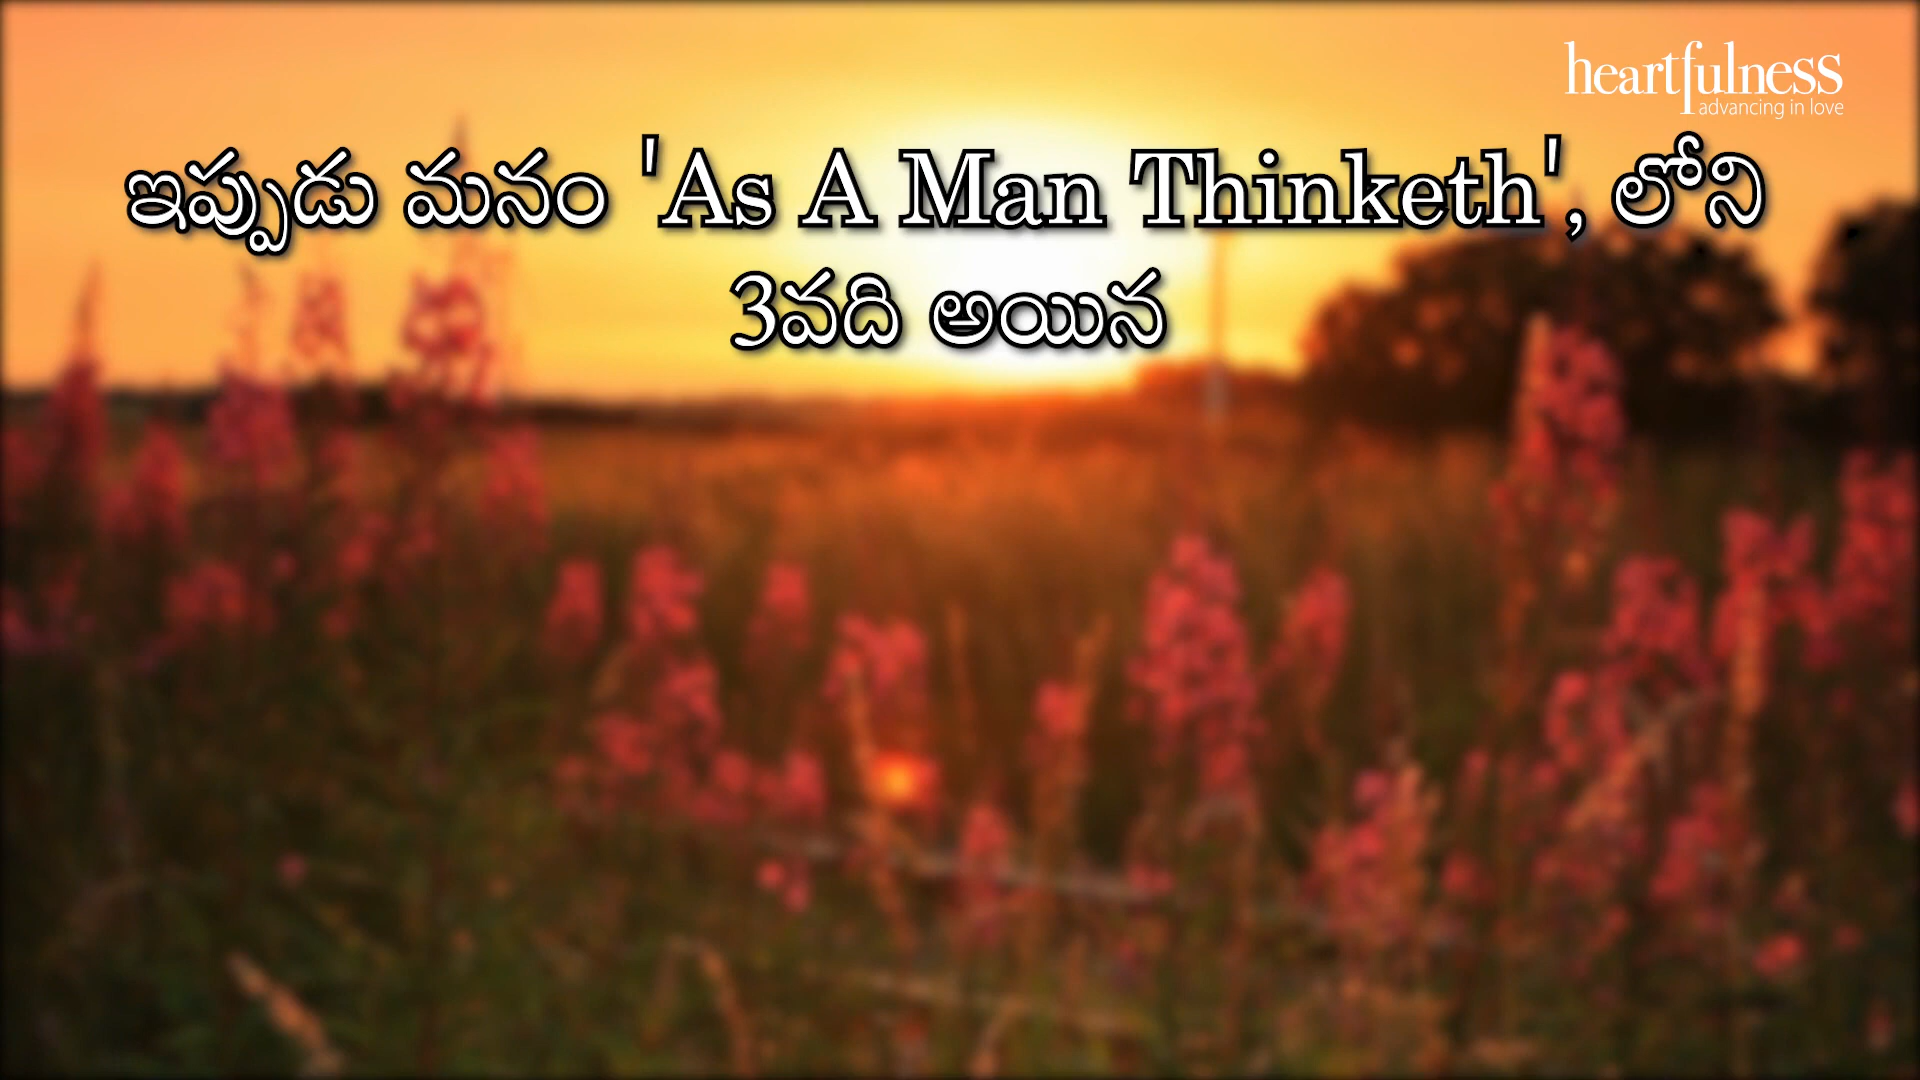 heartfulness
advancing in love
ఇప్పుడు మనం 'As A Man Thinketh', లోని
3వది అయిన